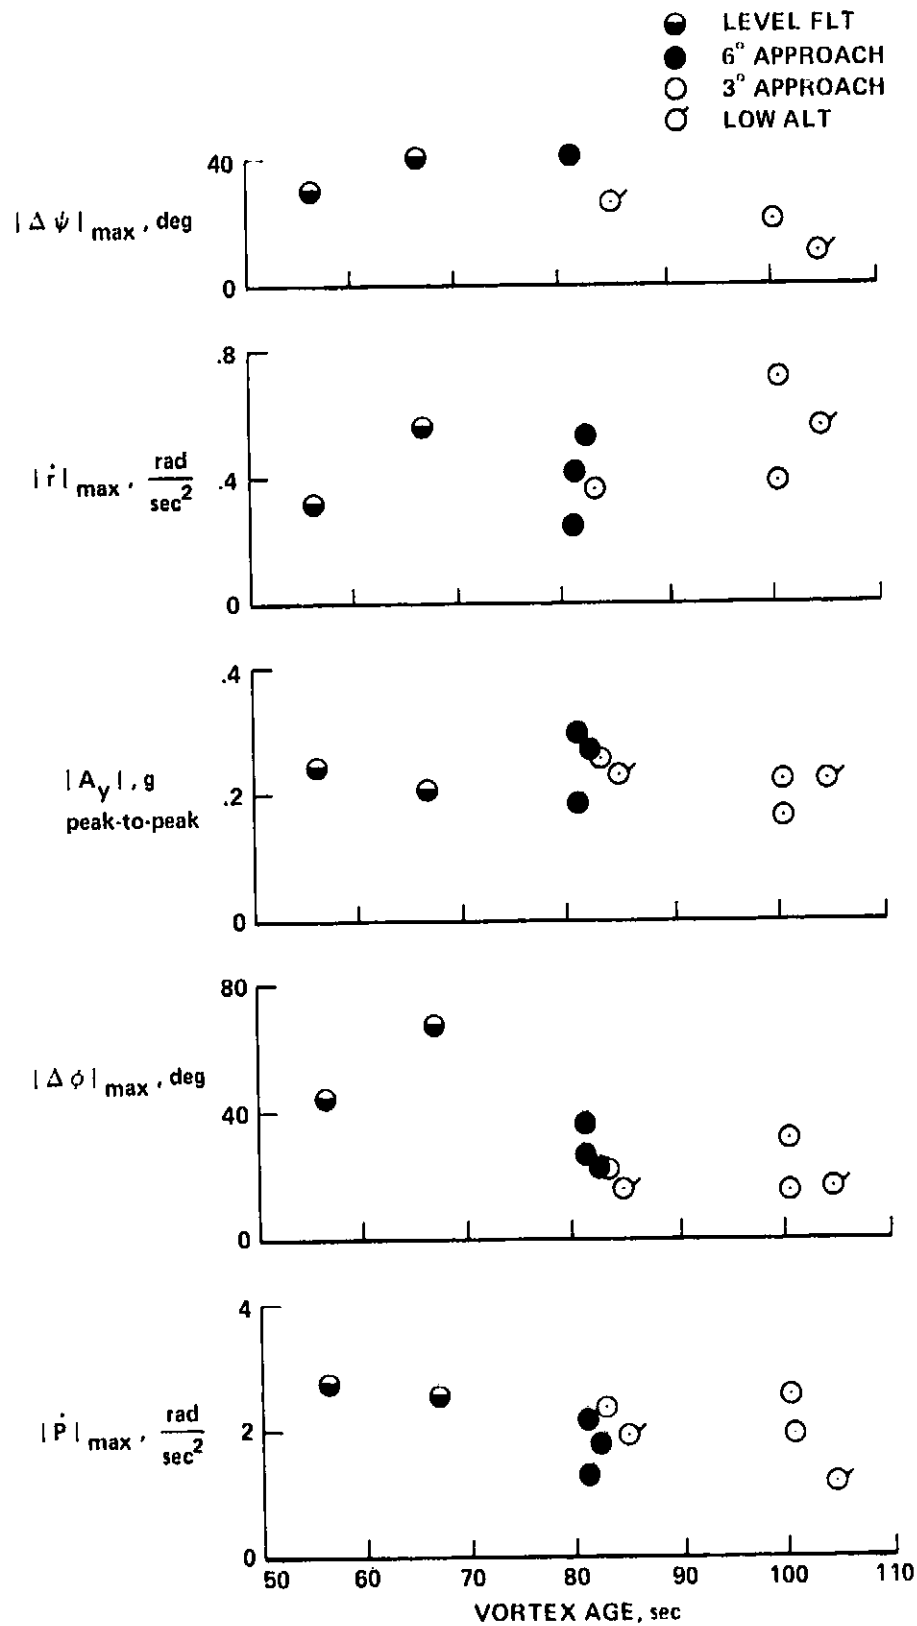 LEVEL FLT
6° APPROACH
3° APPROACH
LOW ALT
40
|Δψ|max, deg
0
.8
|ṙ|max, rad/sec²
.4
0
.4
|Ay|, g
peak-to-peak
.2
0
80
|Δφ|max, deg
40
0
4
|Ṗ|max, rad/sec²
2
0
50 60 70 80 90 100 110
VORTEX AGE, sec